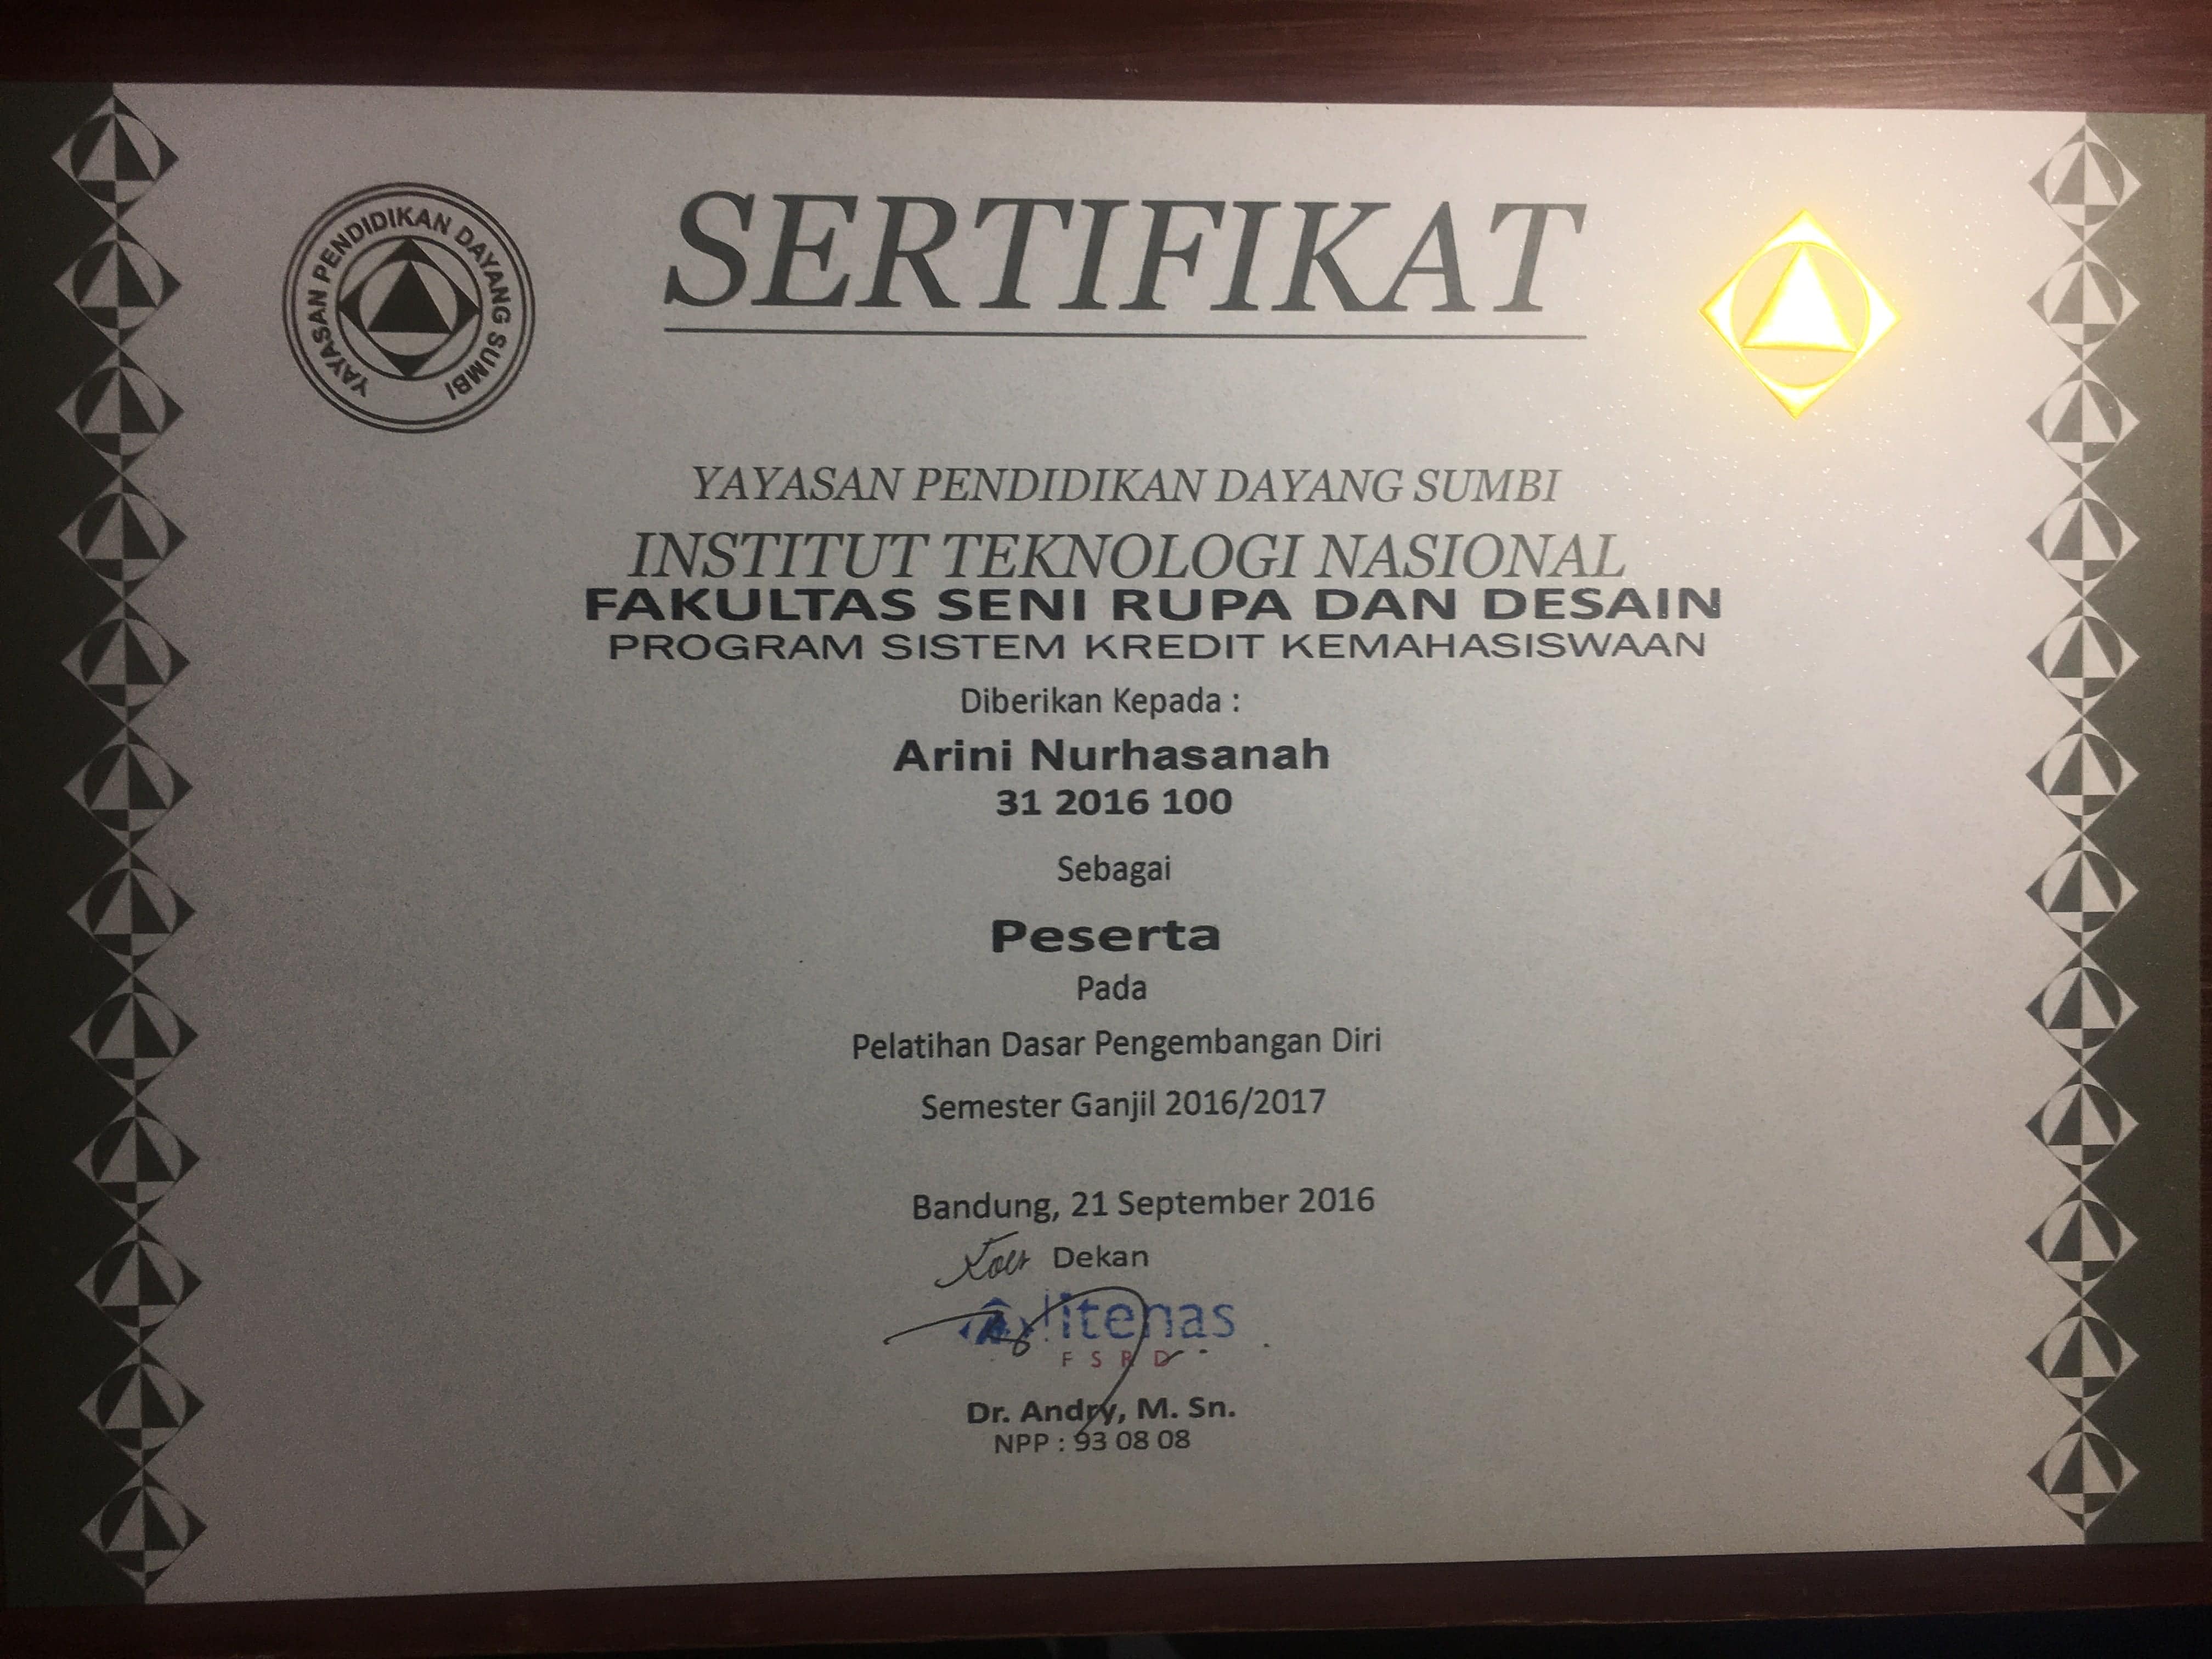 YAYASAN PENDIDIKAN DAYANG SUMBI
SERTIFIKAT
YAYASAN PENDIDIKAN DAYANG SUMBI
INSTITUT TEKNOLOGI NASIONAL
FAKULTAS SENI RUPA DAN DESAIN
PROGRAM SISTEM KREDIT KEMAHASISWAAN
Diberikan Kepada :
Arini Nurhasanah
31 2016 100
Sebagai
Peserta
Pada
Pelatihan Dasar Pengembangan Diri
Semester Ganjil 2016/2017
Bandung, 21 September 2016
Dekan
itenas
FSRD
Dr. Andry, M. Sn.
NPP : 93 08 08